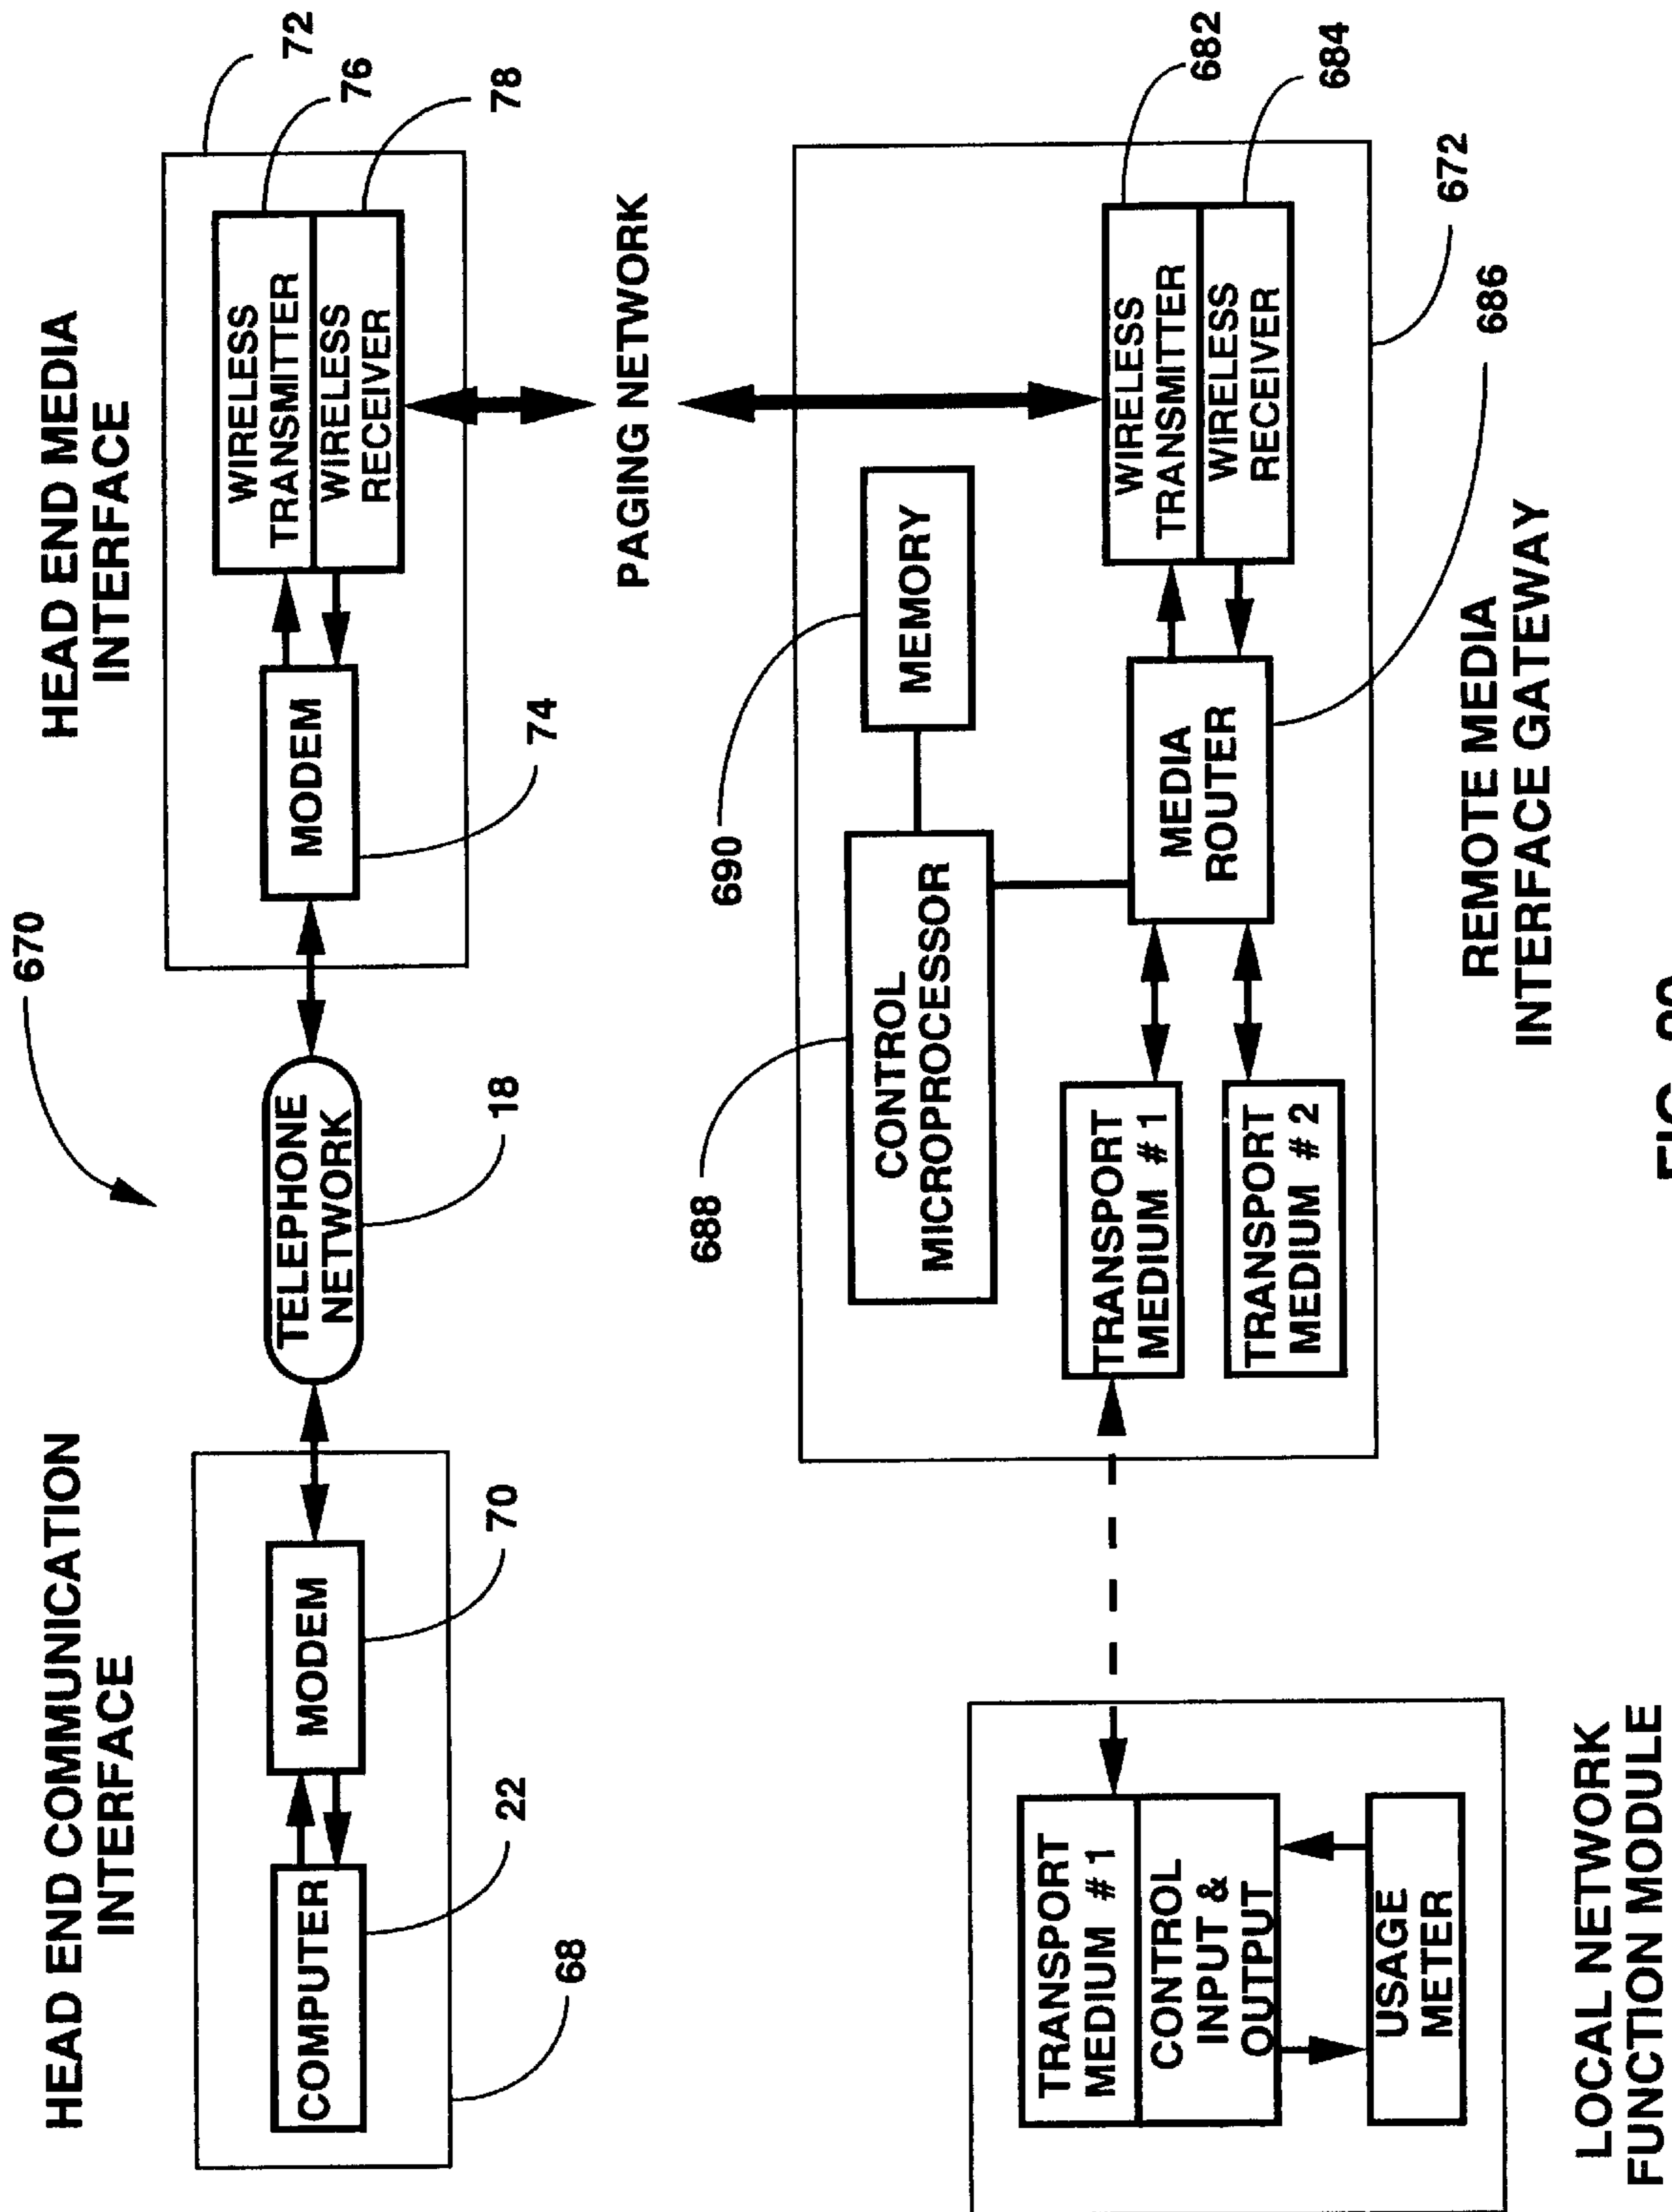 HEAD END COMMUNICATION
INTERFACE
COMPUTER
MODEM
22
70
68
670
TELEPHONE
NETWORK
18
HEAD END MEDIA
INTERFACE
MODEM
74
WIRELESS
TRANSMITTER
WIRELESS
RECEIVER
72
76
78
PAGING NETWORK
LOCAL NETWORK
FUNCTION MODULE
TRANSPORT
MEDIUM #1
CONTROL
INPUT &
OUTPUT
USAGE
METER
688
CONTROL
MICROPROCESSOR
690
MEMORY
TRANSPORT
MEDIUM #1
TRANSPORT
MEDIUM #2
MEDIA
ROUTER
WIRELESS
TRANSMITTER
WIRELESS
RECEIVER
682
684
672
686
REMOTE MEDIA
INTERFACE GATEWAY